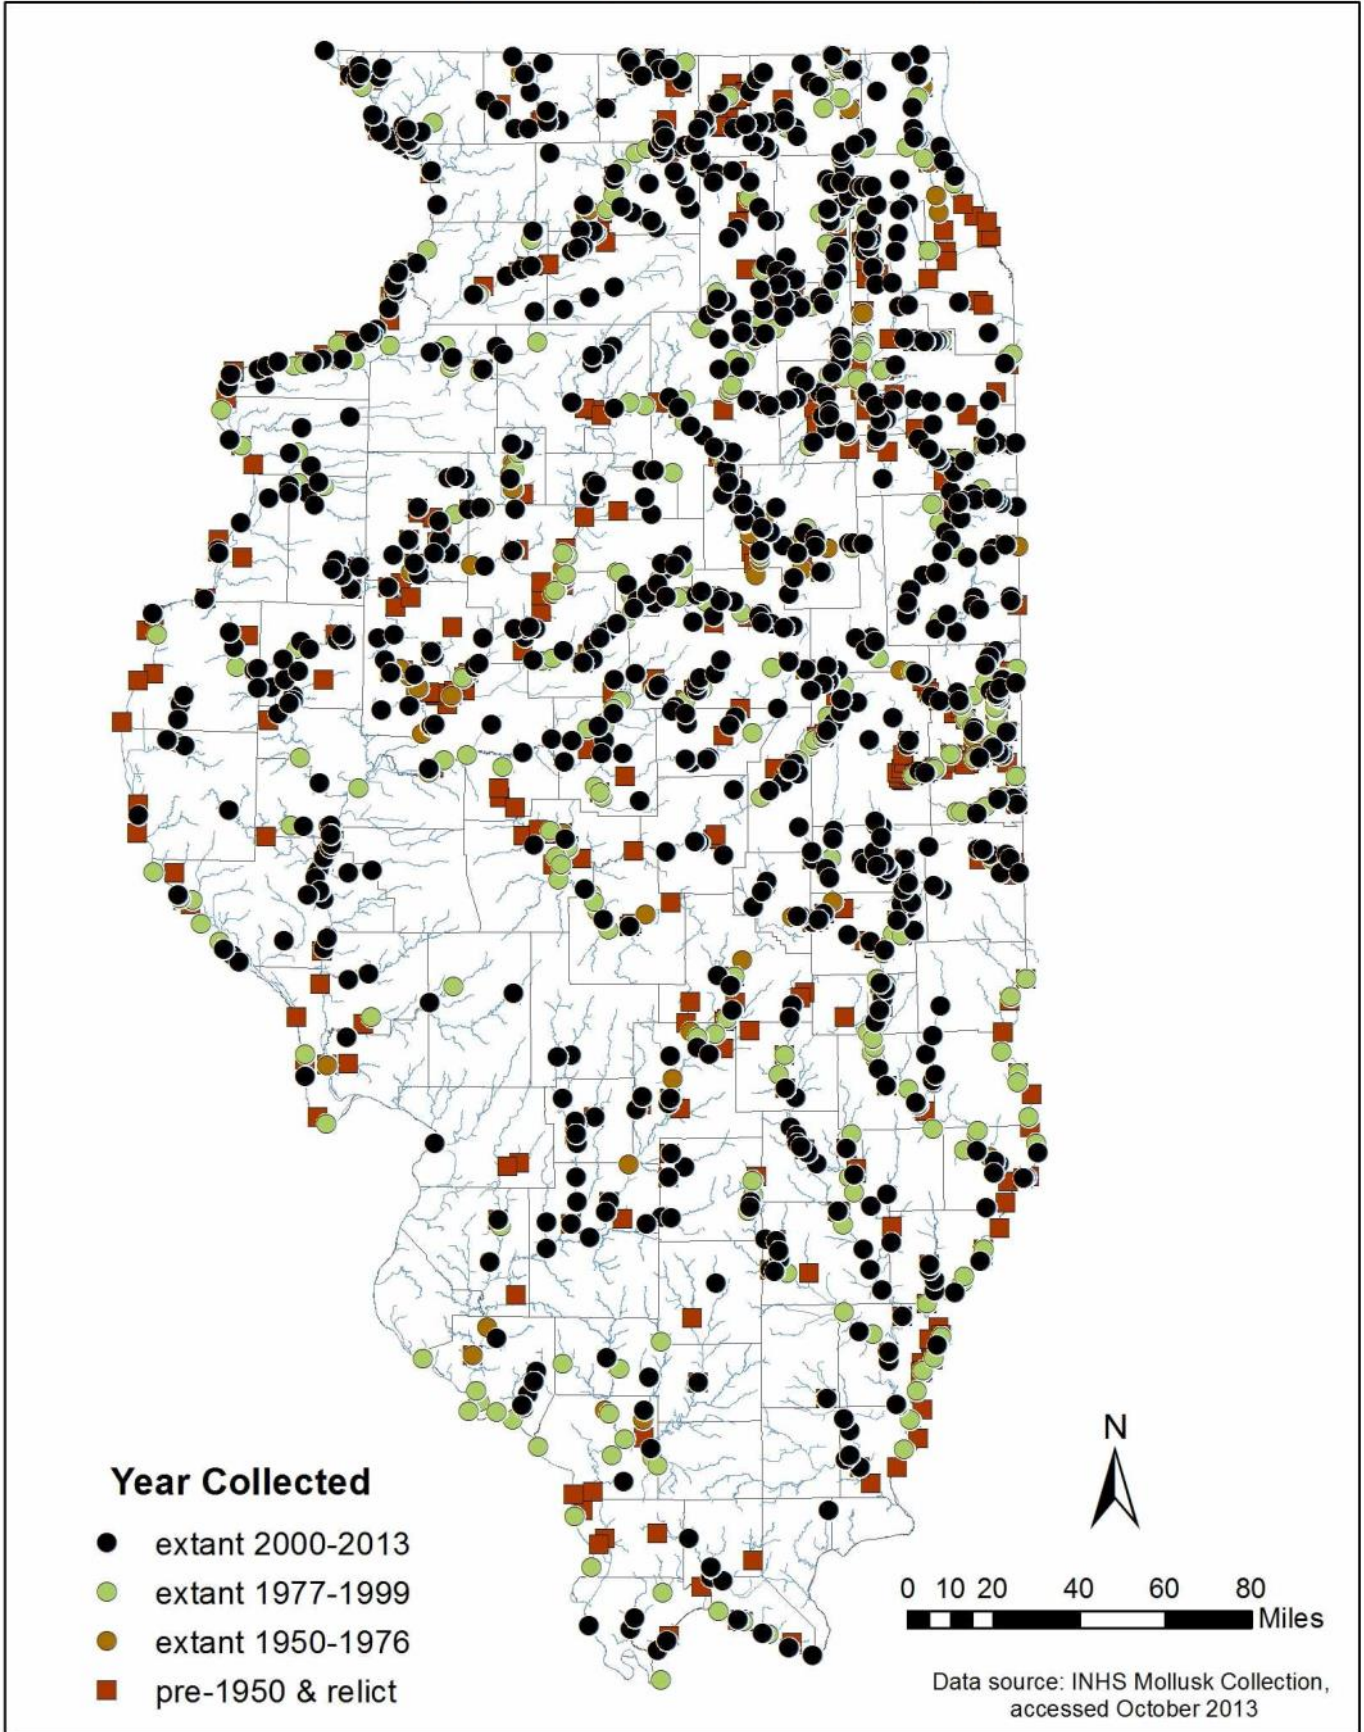 N
Year Collected
extant 2000-2013
extant 1977-1999
extant 1950-1976
pre-1950 & relict
0 10 20 40 60 80
Miles
Data source: INHS Mollusk Collection,
accessed October 2013